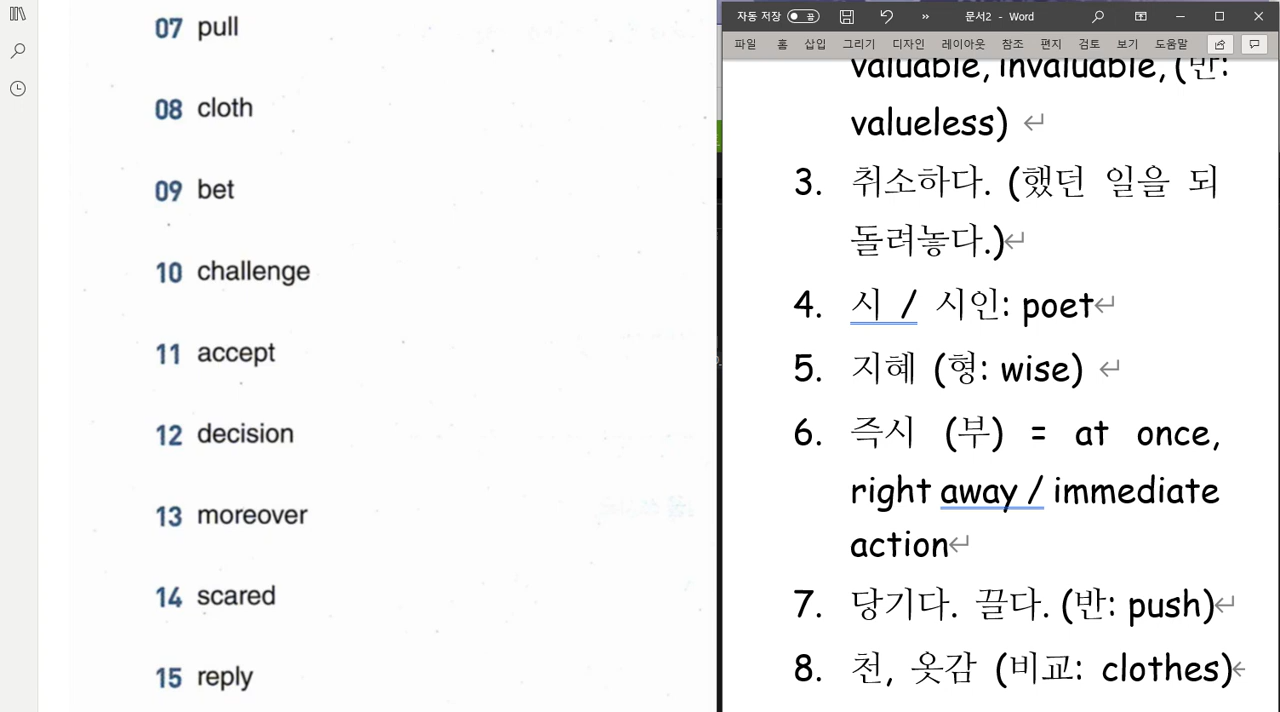 07 pull
08 cloth
09 bet
10 challenge
11 accept
12 decision
13 moreover
14 scared
15 reply
자동 저장 끔 문서2 - Word
파일 홈 삽입 그리기 디자인 레이아웃 참조 편지 검토 보기 도움말
valuable, invaluable, (반:
valueless)
3. 취소하다. (했던 일을 되
돌려놓다.)
4. 시 / 시인: poet
5. 지혜 (형: wise)
6. 즉시 (부) = at once,
right away / immediate
action
7. 당기다. 끌다. (반: push)
8. 천, 옷감 (비교: clothes)